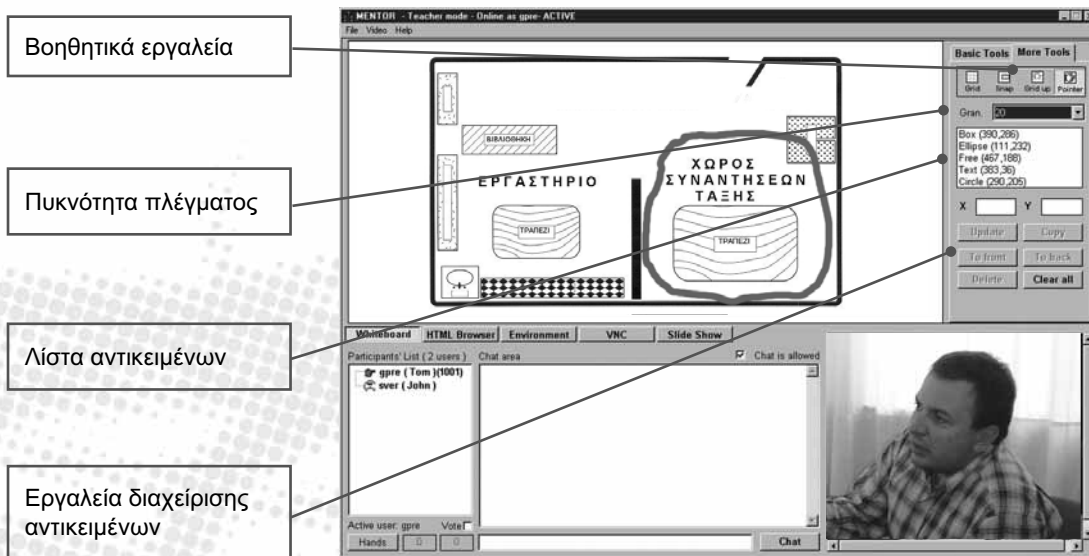 Βοηθητικά εργαλεία
Πυκνότητα πλέγματος
Λίστα αντικειμένων
Εργαλεία διαχείρισης
αντικειμένων
MENTOR - Teacher mode - Online as gpre- ACTIVE
File Video Help
ΒΙΒΛΙΟΘΗΚΗ
ΕΡΓΑΣΤΗΡΙΟ
ΤΡΑΠΕΖΙ
ΧΩΡΟΣ
ΣΥΝΑΝΤΗΣΕΩΝ
ΤΑΞΗΣ
ΤΡΑΠΕΖΙ
Basic Tools More Tools
Grid Snap Grid up Pointer
Gran. 20
Box (390,286)
Ellipse (111,232)
Free (467,188)
Text (383,36)
Circle (290,205)
X Y
Update Copy
To front To back
Delete Clear all
Whiteboard HTML Browser Environment VNC Slide Show
Participants' List ( 2 users ) Chat area Chat is allowed
gpre ( Tom )(1001)
sver ( John )
Active user: gpre Vote
Hands 0 0 Chat